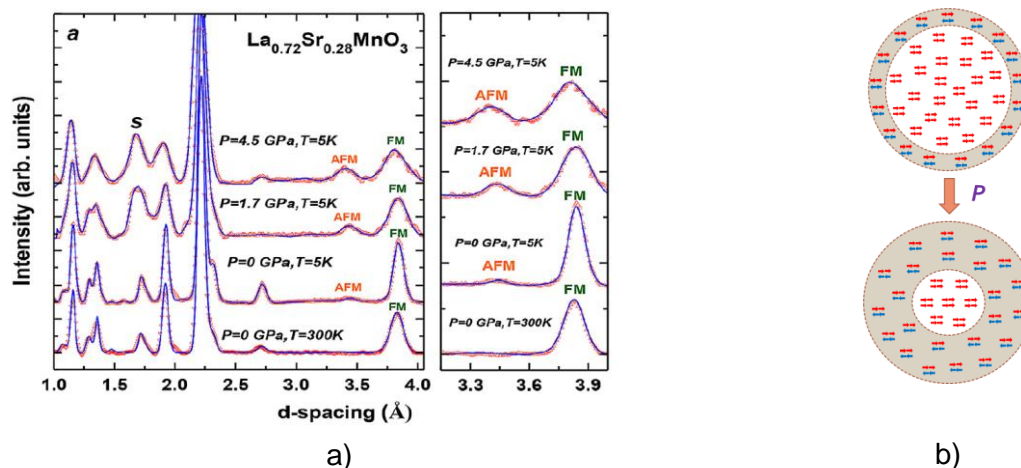 a
La0.72Sr0.28MnO3
Intensity (arb. units)
s
P=4.5 GPa,T=5K
AFM
FM
P=1.7 GPa,T=5K
AFM
FM
P=0 GPa,T=5K
AFM
FM
P=0 GPa,T=300K
FM
1.0 1.5 2.0 2.5 3.0 3.5 4.0
d-spacing (Å)
P=4.5 GPa,T=5K
FM
AFM
P=1.7 GPa,T=5K
FM
AFM
P=0 GPa,T=5K
FM
AFM
P=0 GPa,T=300K
FM
3.3 3.6 3.9
a)
P
b)